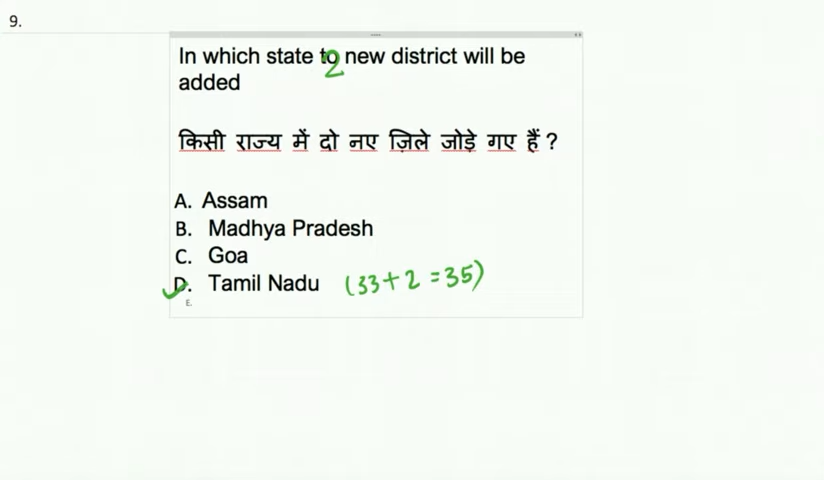 9.
In which state to 2 new district will be
added
किसी राज्य में दो नए ज़िले जोड़े गए हैं ?
A. Assam
B. Madhya Pradesh
C. Goa
D. Tamil Nadu (33+2=35)
E.